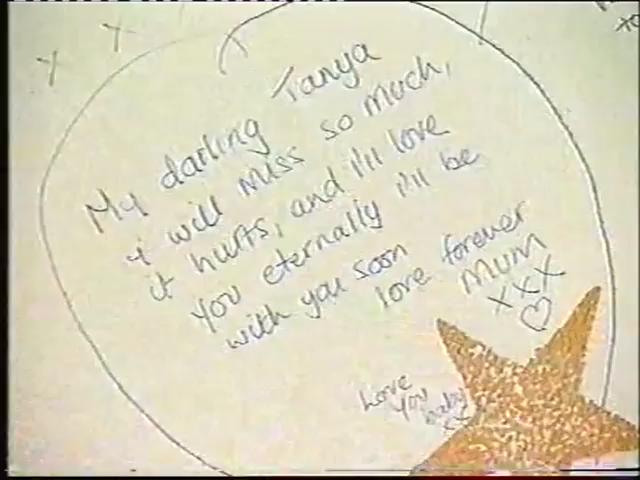 My darling Tanya
I will miss so much,
it hurts, and i'll love
you eternally i'll be
with you soon
love forever
MUM
xxx
Love
you
baby
xx